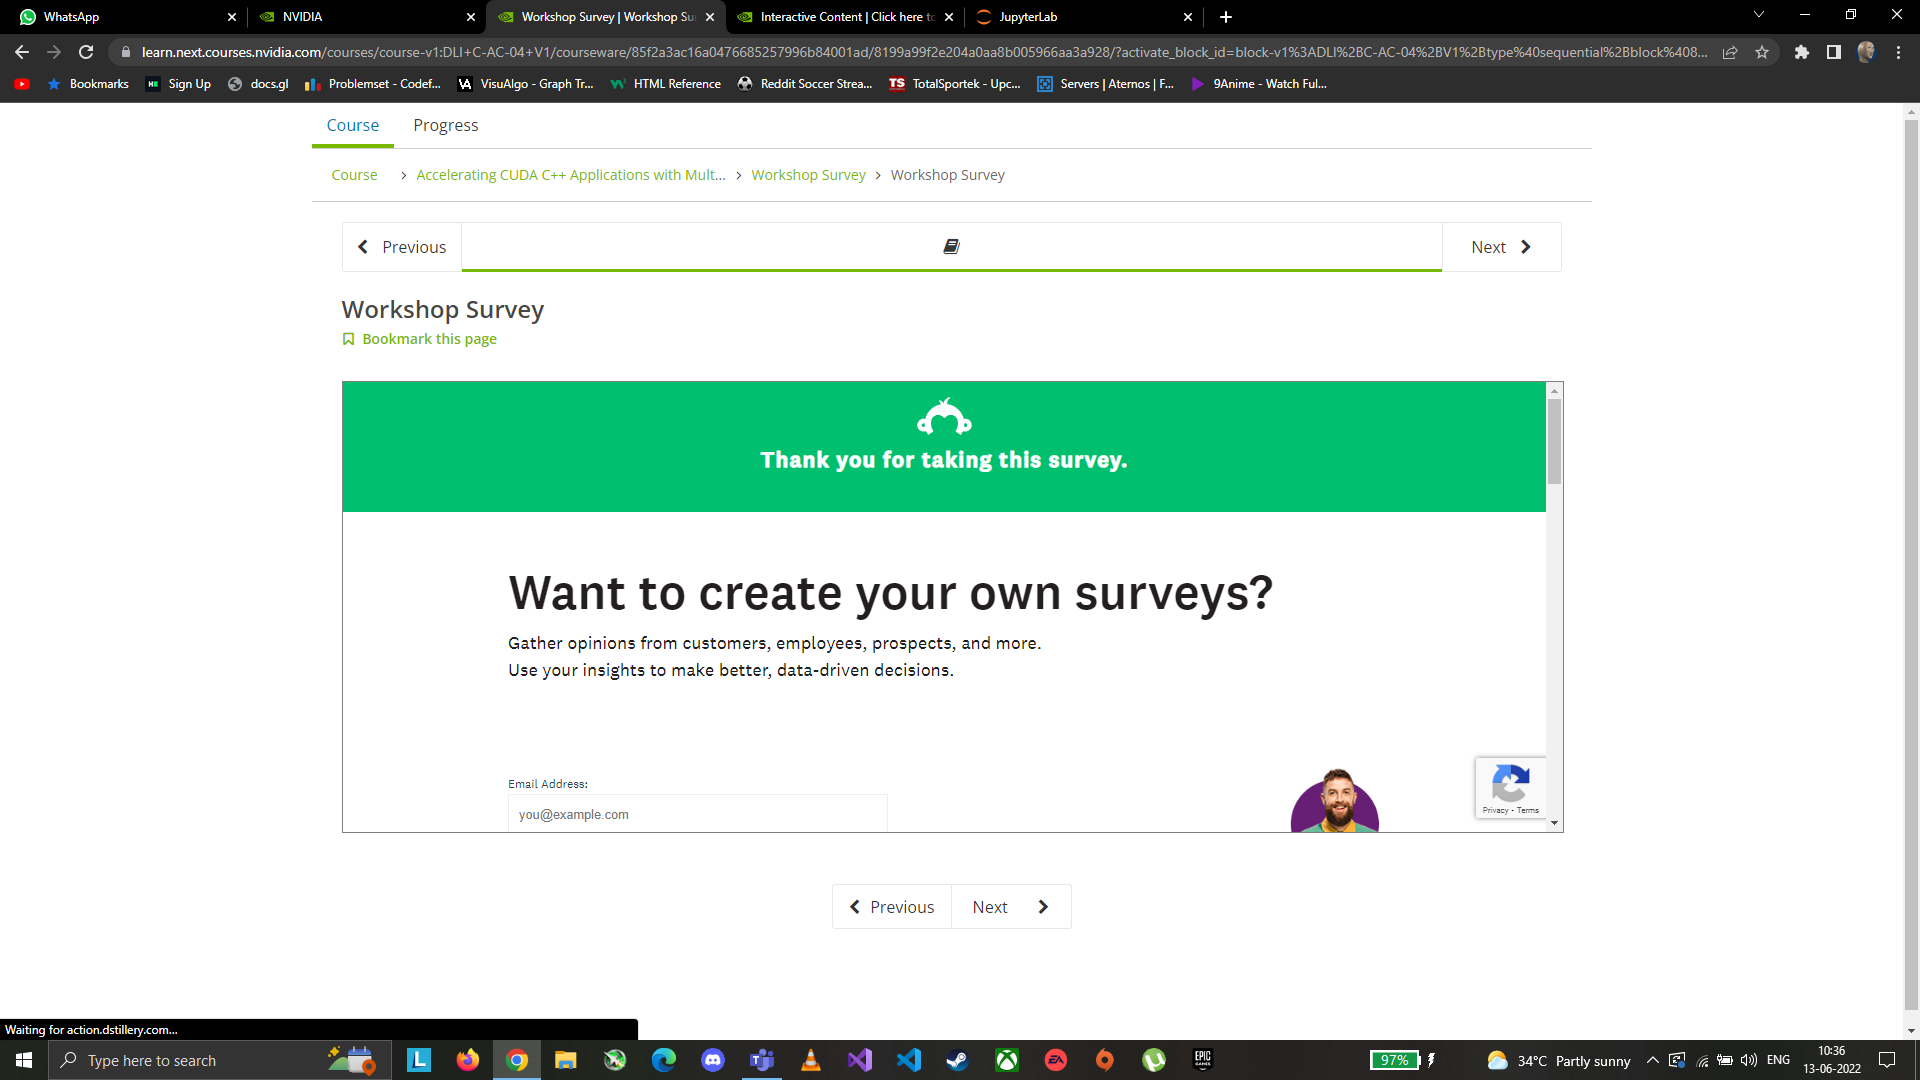 WhatsApp
NVIDIA
Workshop Survey | Workshop Su
Interactive Content | Click here to
JupyterLab
learn.next.courses.nvidia.com/courses/course-v1:DLI+C-AC-04+V1/courseware/85f2a3ac16a0476685257996b84001ad/8199a99f2e204a0aa8b005966aa3a928/?activate_block_id=block-v1%3ADLI%2BC-AC-04%2BV1%2Btype%40sequential%2Bblock%408...
Bookmarks
Sign Up
docs.gl
Problemset - Codef...
VisuAlgo - Graph Tr...
HTML Reference
Reddit Soccer Strea...
TS TotalSportek - Upc...
Servers | Aternos | F...
9Anime - Watch Ful...
Course Progress
Course > Accelerating CUDA C++ Applications with Mult... > Workshop Survey > Workshop Survey
Previous
Next
Workshop Survey
Bookmark this page
Thank you for taking this survey.
Want to create your own surveys?
Gather opinions from customers, employees, prospects, and more.
Use your insights to make better, data-driven decisions.
Email Address:
you@example.com
Privacy - Terms
Previous Next
Waiting for action.dstillery.com...
Type here to search
L
EA
EPIC GAMES
97%
34°C Partly sunny
ENG
10:36
13-06-2022